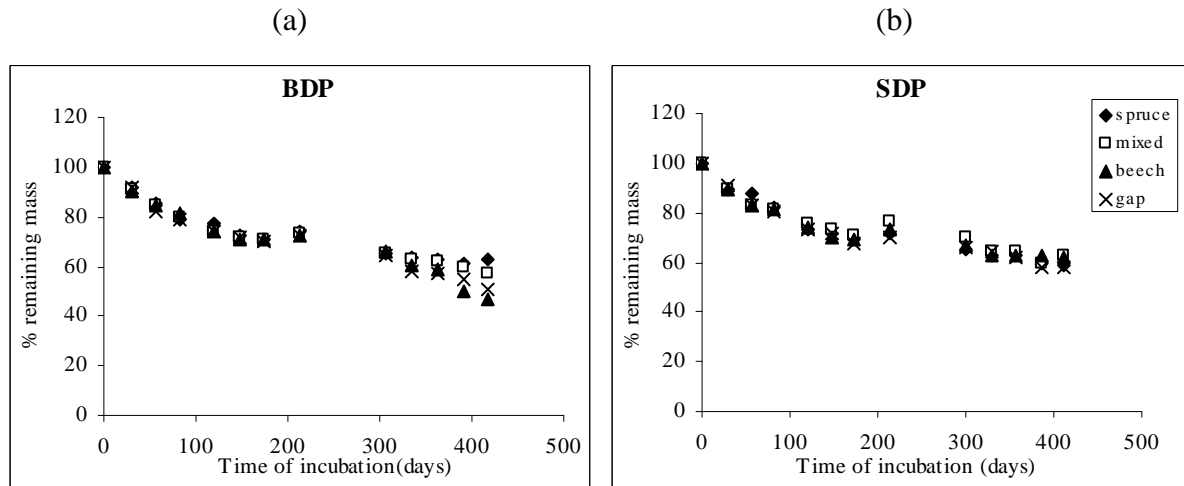 (a)
(b)
BDP
120
100
80
60
40
20
0
% remaining mass
0 100 200 300 400 500
Time of incubation(days)
SDP
120
100
80
60
40
20
0
% remaining mass
0 100 200 300 400 500
Time of incubation (days)
spruce
mixed
beech
gap